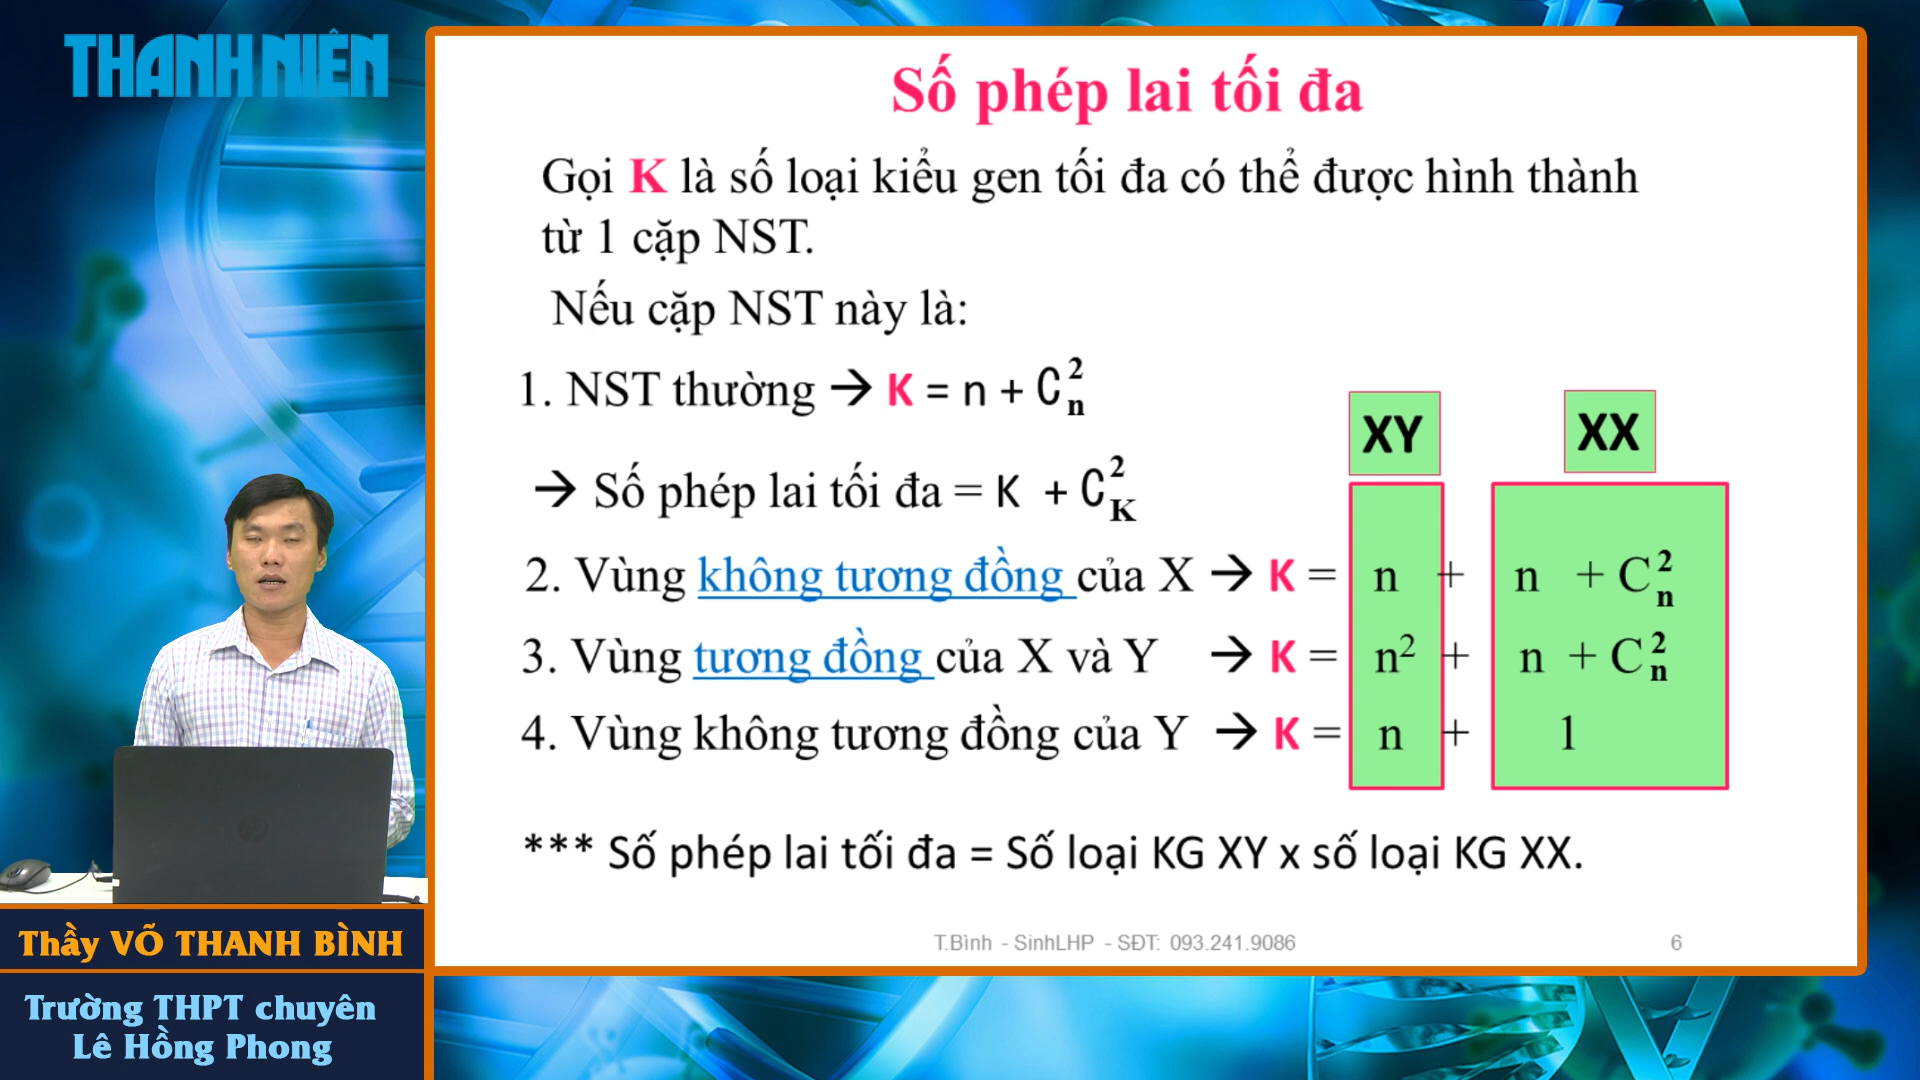 THANH NIÊN
Số phép lai tối đa
Gọi K là số loại kiểu gen tối đa có thể được hình thành
từ 1 cặp NST.
Nếu cặp NST này là:
1. NST thường → K = n + C²ₙ
→ Số phép lai tối đa = K + C²_K
XY XX
2. Vùng không tương đồng của X → K = n + n + C²ₙ
3. Vùng tương đồng của X và Y → K = n² + n + C²ₙ
4. Vùng không tương đồng của Y → K = n + 1
*** Số phép lai tối đa = Số loại KG XY x số loại KG XX.
T.Bình - SinhLHP - SĐT: 093.241.9086 6
Thầy VÕ THANH BÌNH
Trường THPT chuyên
Lê Hồng Phong